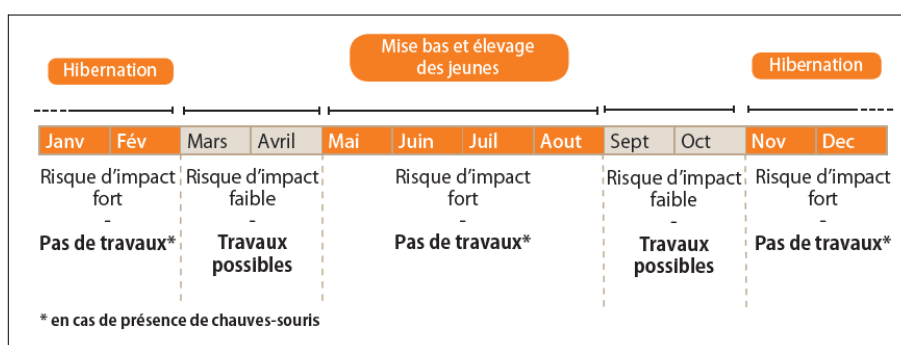 Mise bas et élevage
des jeunes
Hibernation
Hibernation
Janv Fév Mars Avril Mai Juin Juil Aout Sept Oct Nov Dec
Risque d'impact
fort
-
Pas de travaux*
Risque d'impact
faible
-
Travaux
possibles
Risque d'impact
fort
-
Pas de travaux*
Risque d'impact
faible
-
Travaux
possibles
Risque d'impact
fort
-
Pas de travaux*
* en cas de présence de chauves-souris